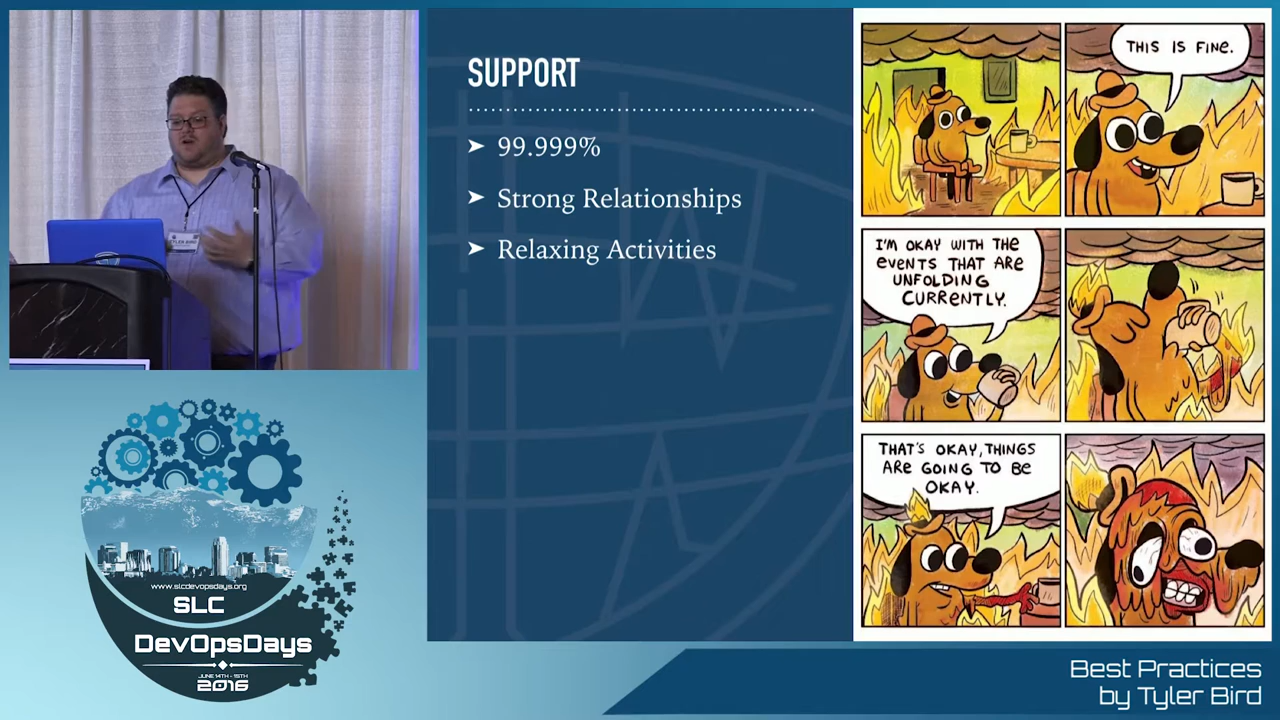 SUPPORT
➤ 99.999%
➤ Strong Relationships
➤ Relaxing Activities
THIS IS FINE.
I'M OKAY WITH THE
EVENTS THAT ARE
UNFOLDING
CURRENTLY.
THAT'S OKAY, THINGS
ARE GOING TO BE
OKAY.
TYLER BIRD
www.slcdevopsdays.org
SLC
DevOpsDays
JUNE 14TH - 15TH
2016
Best Practices
by Tyler Bird